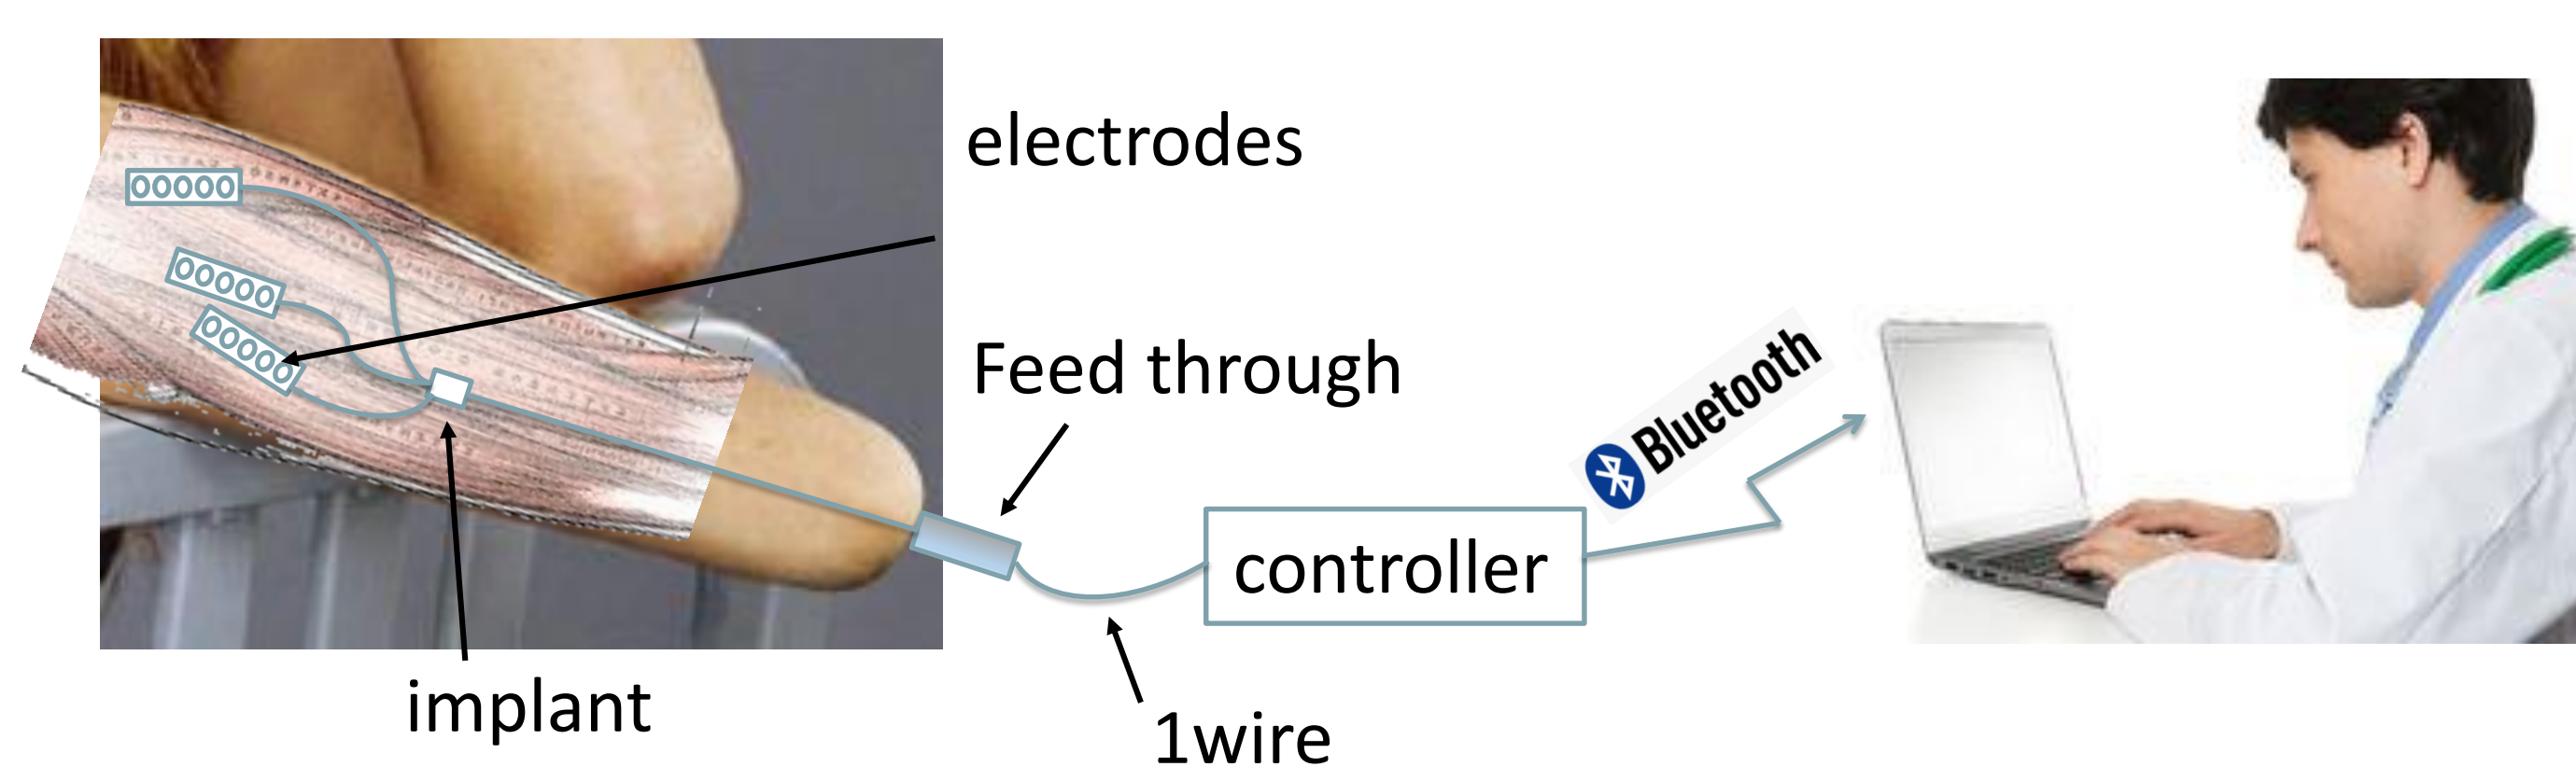 electrodes
Feed through
Bluetooth
controller
implant
1wire